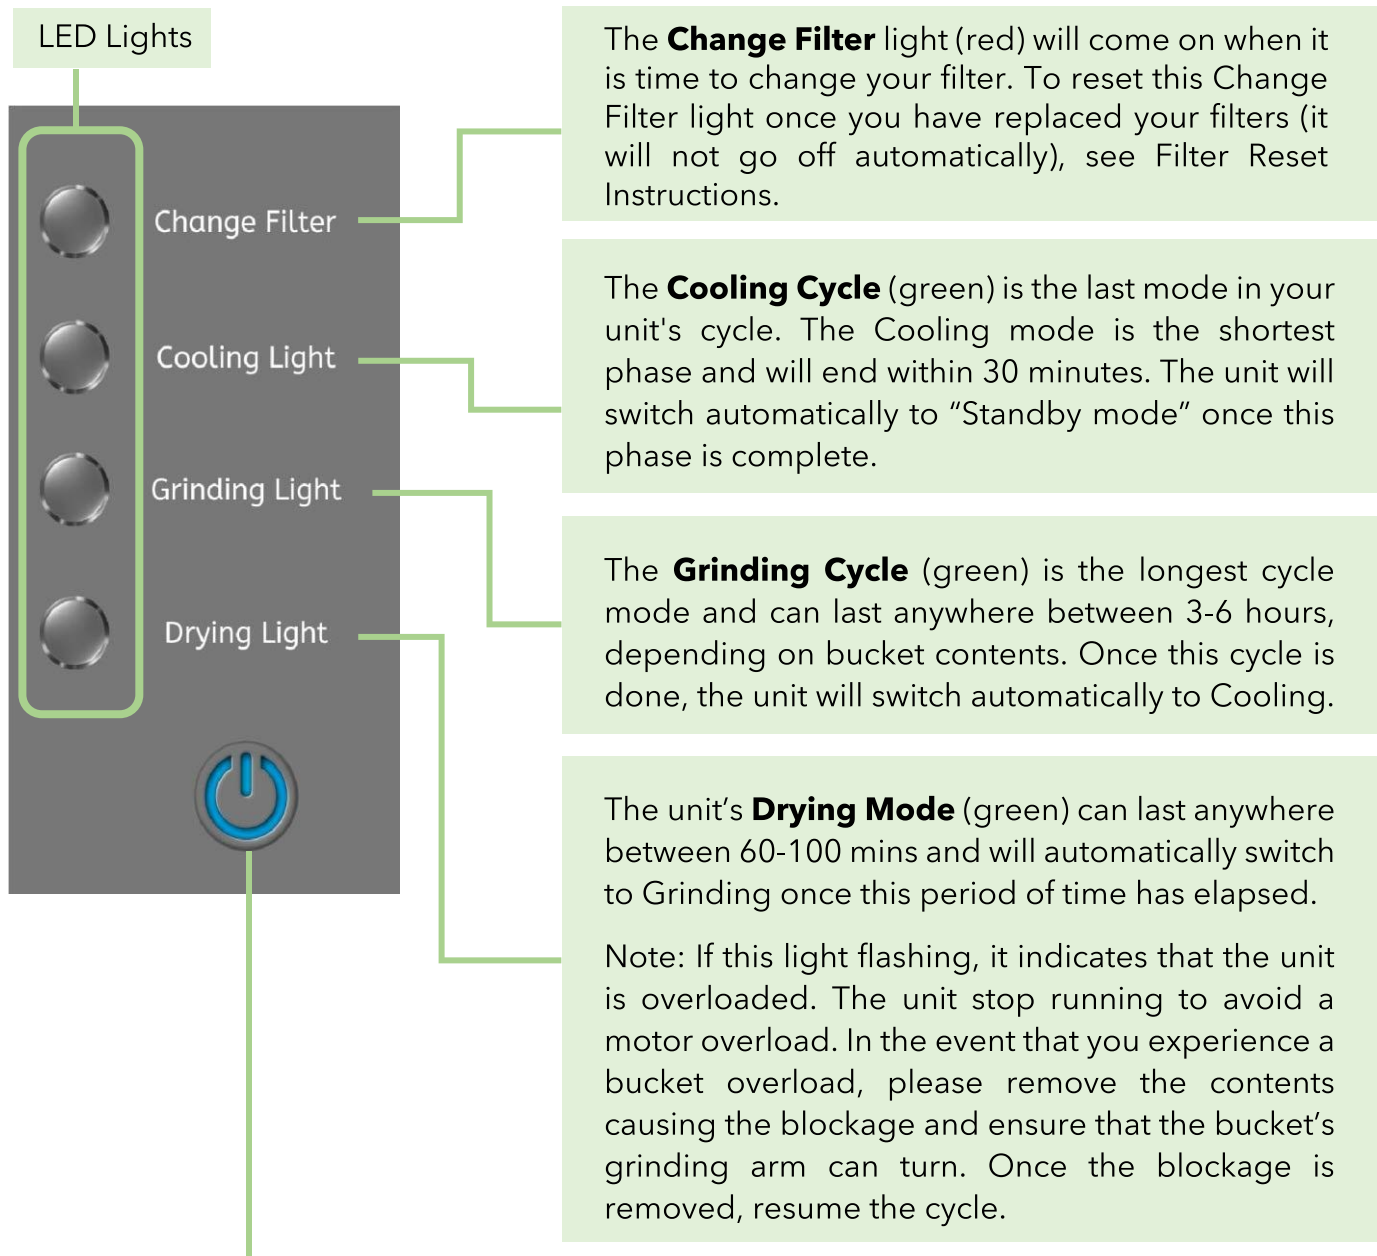 LED Lights
Change Filter
Cooling Light
Grinding Light
Drying Light
The Change Filter light (red) will come on when it
is time to change your filter. To reset this Change
Filter light once you have replaced your filters (it
will not go off automatically), see Filter Reset
Instructions.
The Cooling Cycle (green) is the last mode in your
unit's cycle. The Cooling mode is the shortest
phase and will end within 30 minutes. The unit will
switch automatically to “Standby mode” once this
phase is complete.
The Grinding Cycle (green) is the longest cycle
mode and can last anywhere between 3-6 hours,
depending on bucket contents. Once this cycle is
done, the unit will switch automatically to Cooling.
The unit’s Drying Mode (green) can last anywhere
between 60-100 mins and will automatically switch
to Grinding once this period of time has elapsed.
Note: If this light flashing, it indicates that the unit
is overloaded. The unit stop running to avoid a
motor overload. In the event that you experience a
bucket overload, please remove the contents
causing the blockage and ensure that the bucket’s
grinding arm can turn. Once the blockage is
removed, resume the cycle.